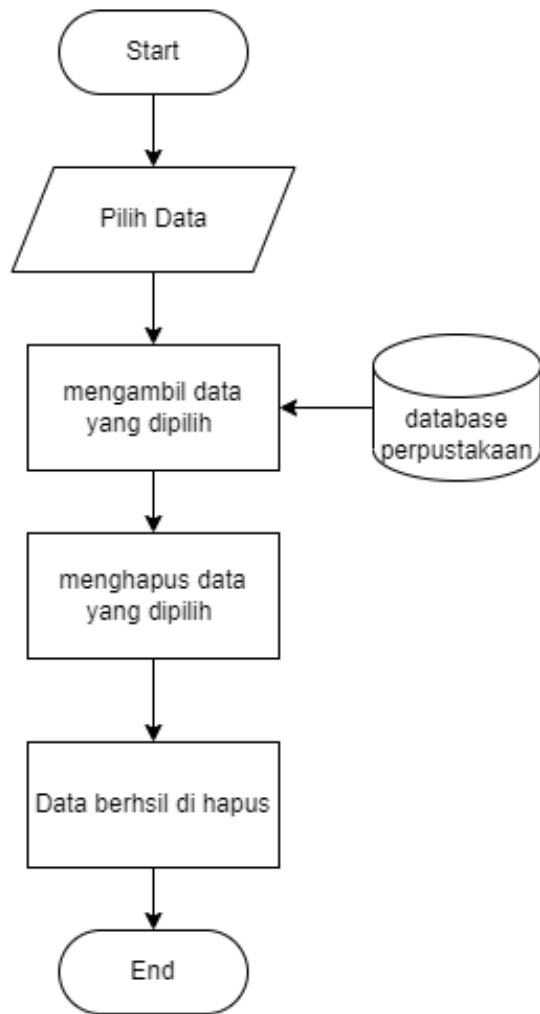 Start
Pilih Data
mengambil data
yang dipilih
database
perpustakaan
menghapus data
yang dipilih
Data berhsil di hapus
End